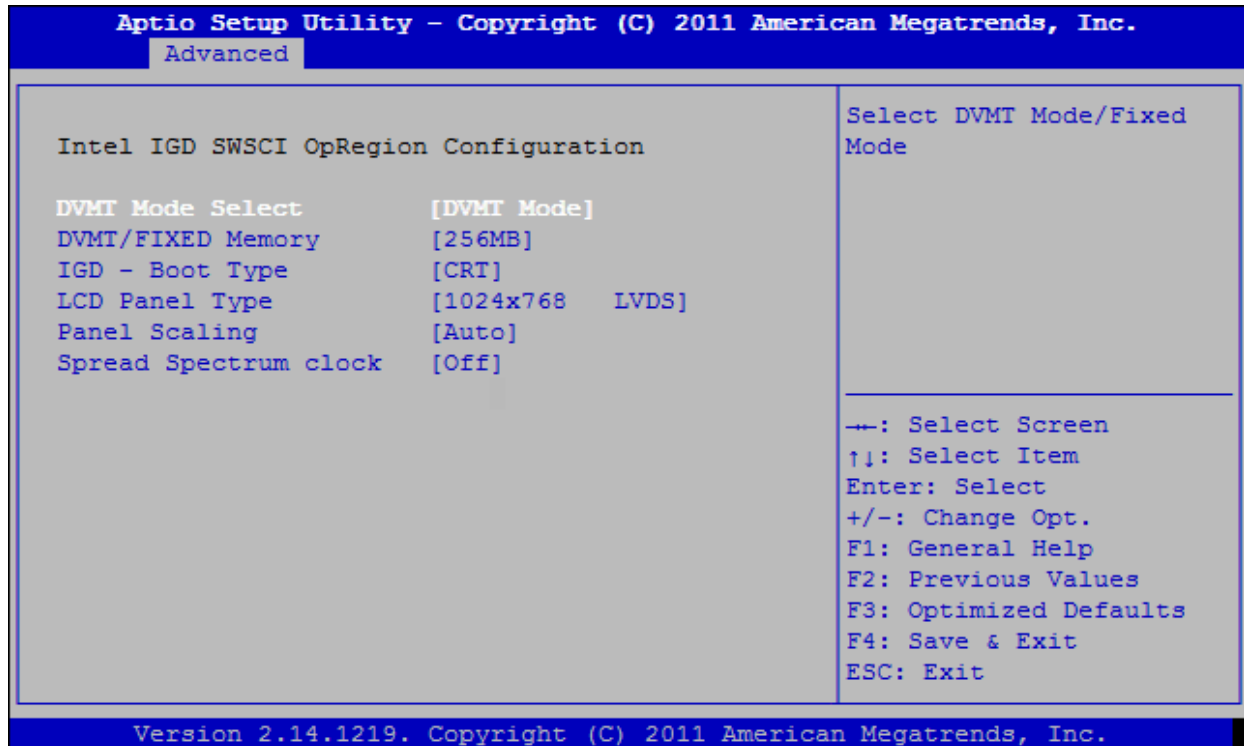 Aptio Setup Utility – Copyright (C) 2011 American Megatrends, Inc.
Advanced
Intel IGD SWSCI OpRegion Configuration
DVMT Mode Select [DVMT Mode]
DVMT/FIXED Memory [256MB]
IGD – Boot Type [CRT]
LCD Panel Type [1024x768 LVDS]
Panel Scaling [Auto]
Spread Spectrum clock [Off]
Select DVMT Mode/Fixed
Mode
→←: Select Screen
↑↓: Select Item
Enter: Select
+/-: Change Opt.
F1: General Help
F2: Previous Values
F3: Optimized Defaults
F4: Save & Exit
ESC: Exit
Version 2.14.1219. Copyright (C) 2011 American Megatrends, Inc.